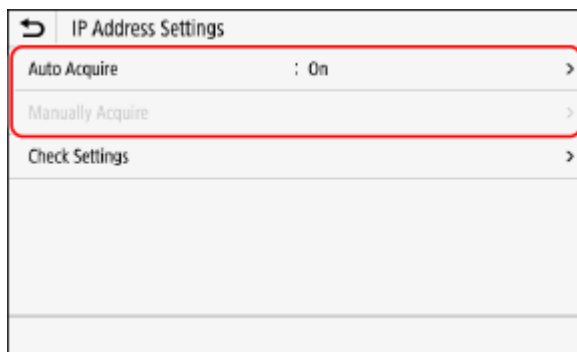 IP Address Settings
Auto Acquire : On
Manually Acquire
Check Settings